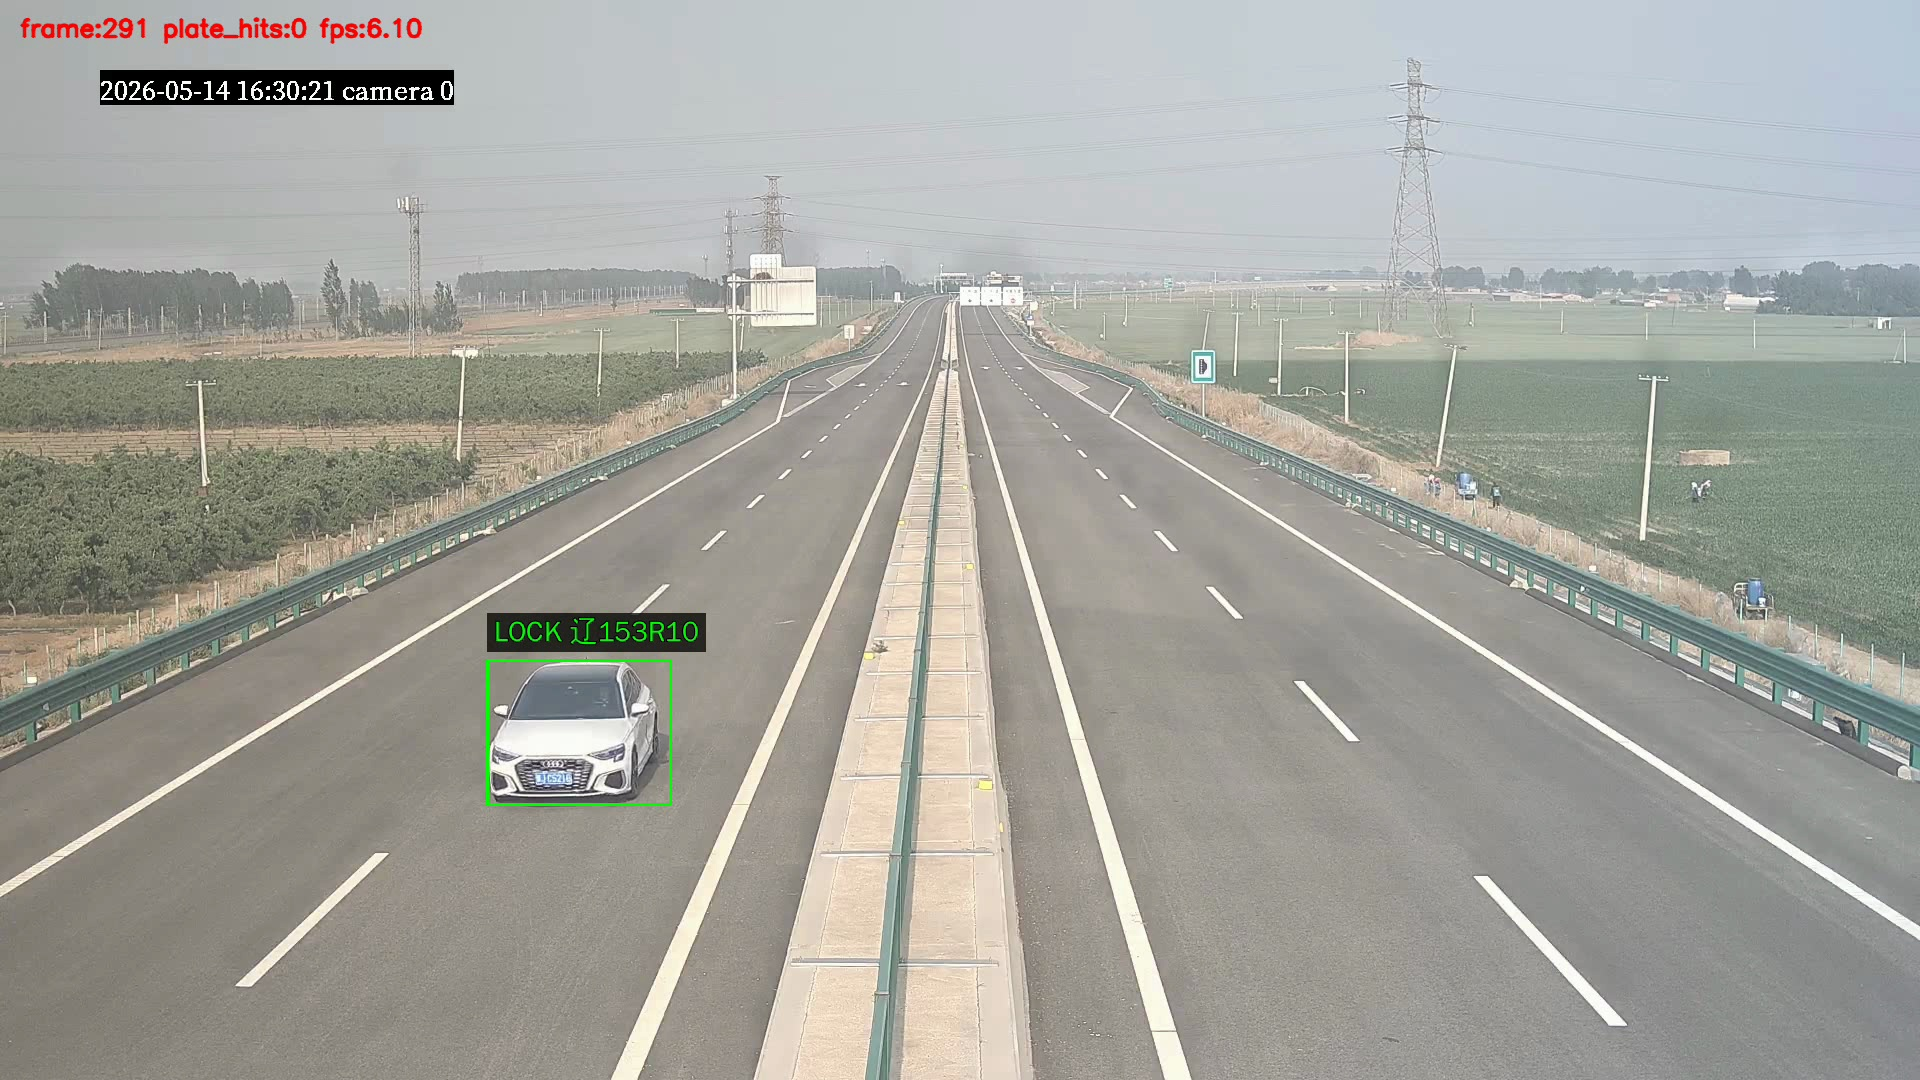 frame:291 plate_hits:0 fps:6.10
2026-05-14 16:30:21 camera 0
LOCK 辽153R10